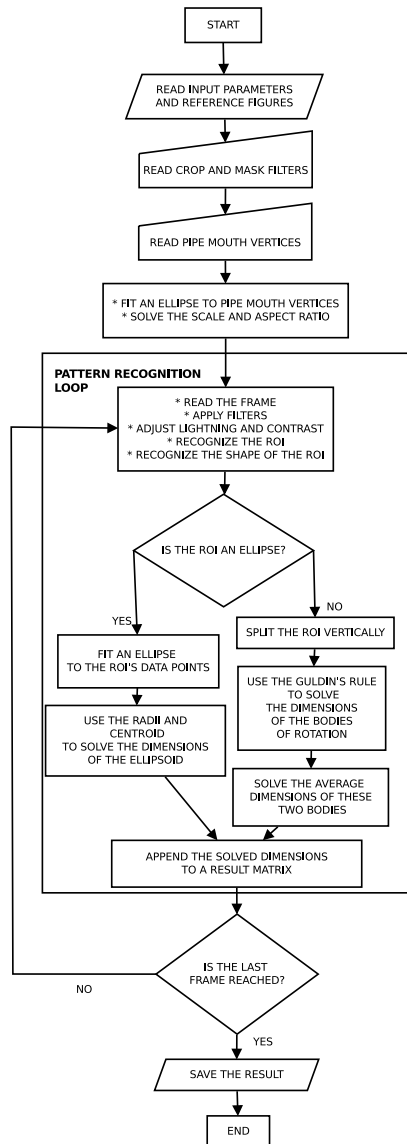 START
READ INPUT PARAMETERS
AND REFERENCE FIGURES
READ CROP AND MASK FILTERS
READ PIPE MOUTH VERTICES
* FIT AN ELLIPSE TO PIPE MOUTH VERTICES
* SOLVE THE SCALE AND ASPECT RATIO
PATTERN RECOGNITION
LOOP
* READ THE FRAME
* APPLY FILTERS
* ADJUST LIGHTNING AND CONTRAST
* RECOGNIZE THE ROI
* RECOGNIZE THE SHAPE OF THE ROI
IS THE ROI AN ELLIPSE?
YES
FIT AN ELLIPSE
TO THE ROI'S DATA POINTS
USE THE RADII AND
CENTROID
TO SOLVE THE DIMENSIONS
OF THE ELLIPSOID
NO
SPLIT THE ROI VERTICALLY
USE THE GULDIN'S RULE
TO SOLVE
THE DIMENSIONS
OF THE BODIES
OF ROTATION
SOLVE THE AVERAGE
DIMENSIONS OF THESE
TWO BODIES
APPEND THE SOLVED DIMENSIONS
TO A RESULT MATRIX
IS THE LAST
FRAME REACHED?
NO
YES
SAVE THE RESULT
END